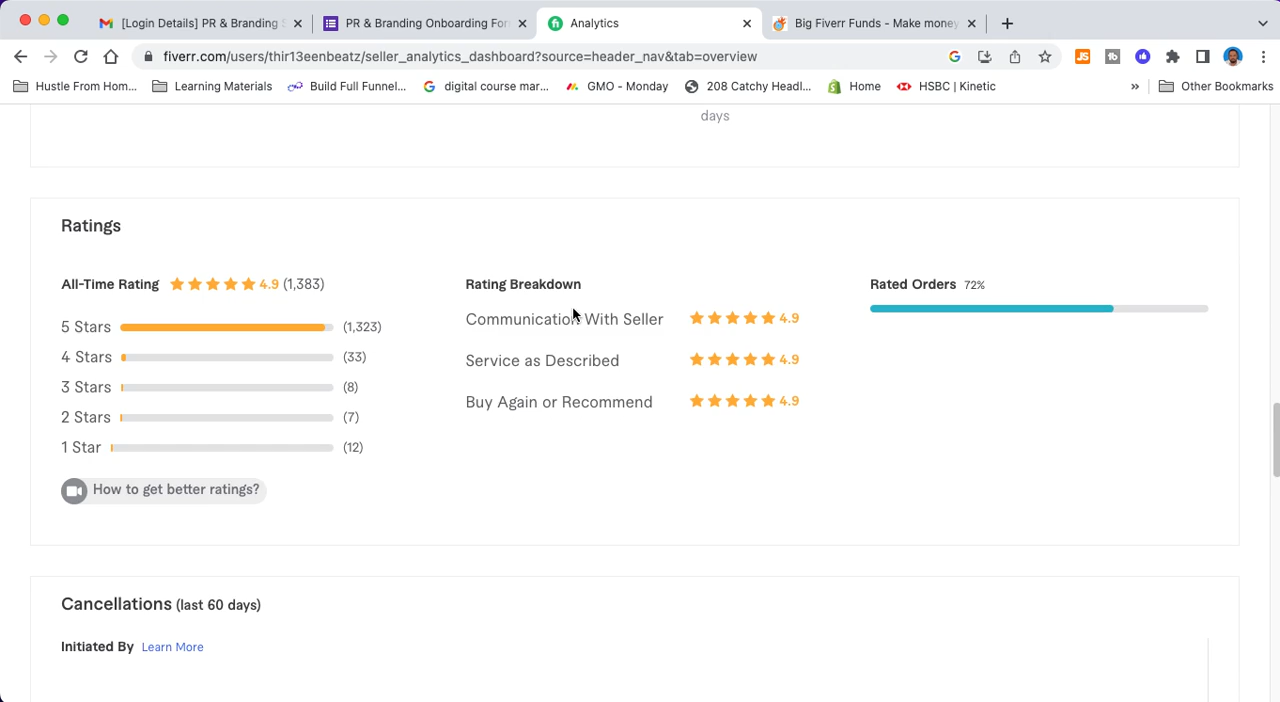 [Login Details] PR & Branding S
PR & Branding Onboarding For
Analytics
Big Fiverr Funds - Make money
fiverr.com/users/thir13eenbeatz/seller_analytics_dashboard?source=header_nav&tab=overview
Hustle From Hom...
Learning Materials
Build Full Funnel...
digital course mar...
GMO - Monday
208 Catchy Headl...
Home
HSBC | Kinetic
»
Other Bookmarks
days
Ratings
All-Time Rating 4.9 (1,383)
5 Stars (1,323)
4 Stars (33)
3 Stars (8)
2 Stars (7)
1 Star (12)
How to get better ratings?
Rating Breakdown
Communication With Seller 4.9
Service as Described 4.9
Buy Again or Recommend 4.9
Rated Orders 72%
Cancellations (last 60 days)
Initiated By Learn More